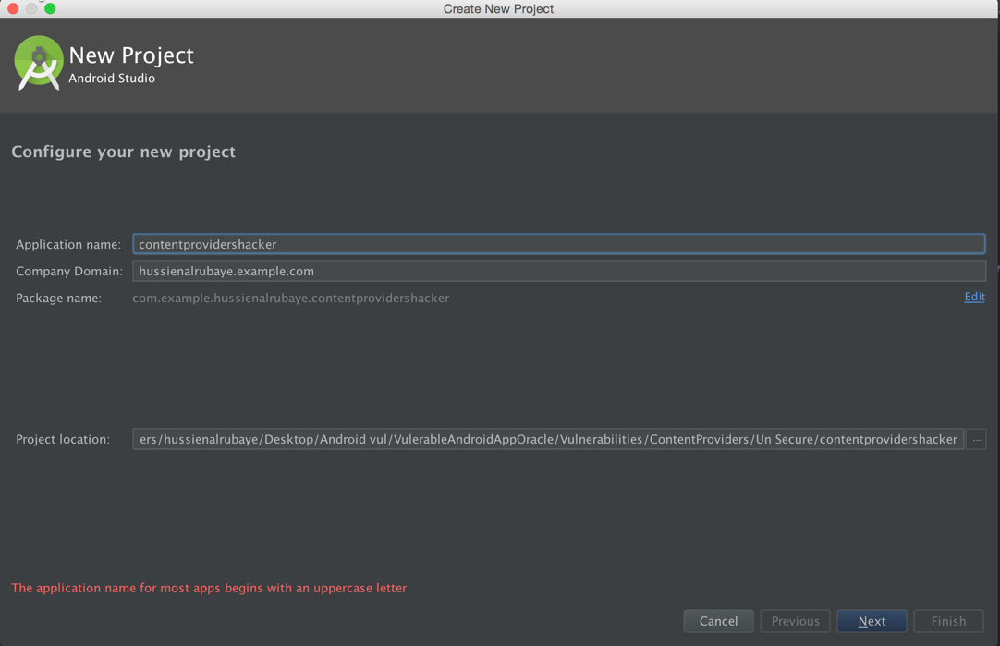 Create New Project
New Project
Android Studio
Configure your new project
Application name: contentprovidershacker
Company Domain: hussienalrubaye.example.com
Package name: com.example.hussienalrubaye.contentprovidershacker Edit
Project location: ers/hussienalrubaye/Desktop/Android vul/VulerableAndroidAppOracle/Vulnerabilities/ContentProviders/Un Secure/contentprovidershacker ...
The application name for most apps begins with an uppercase letter
Cancel Previous Next Finish